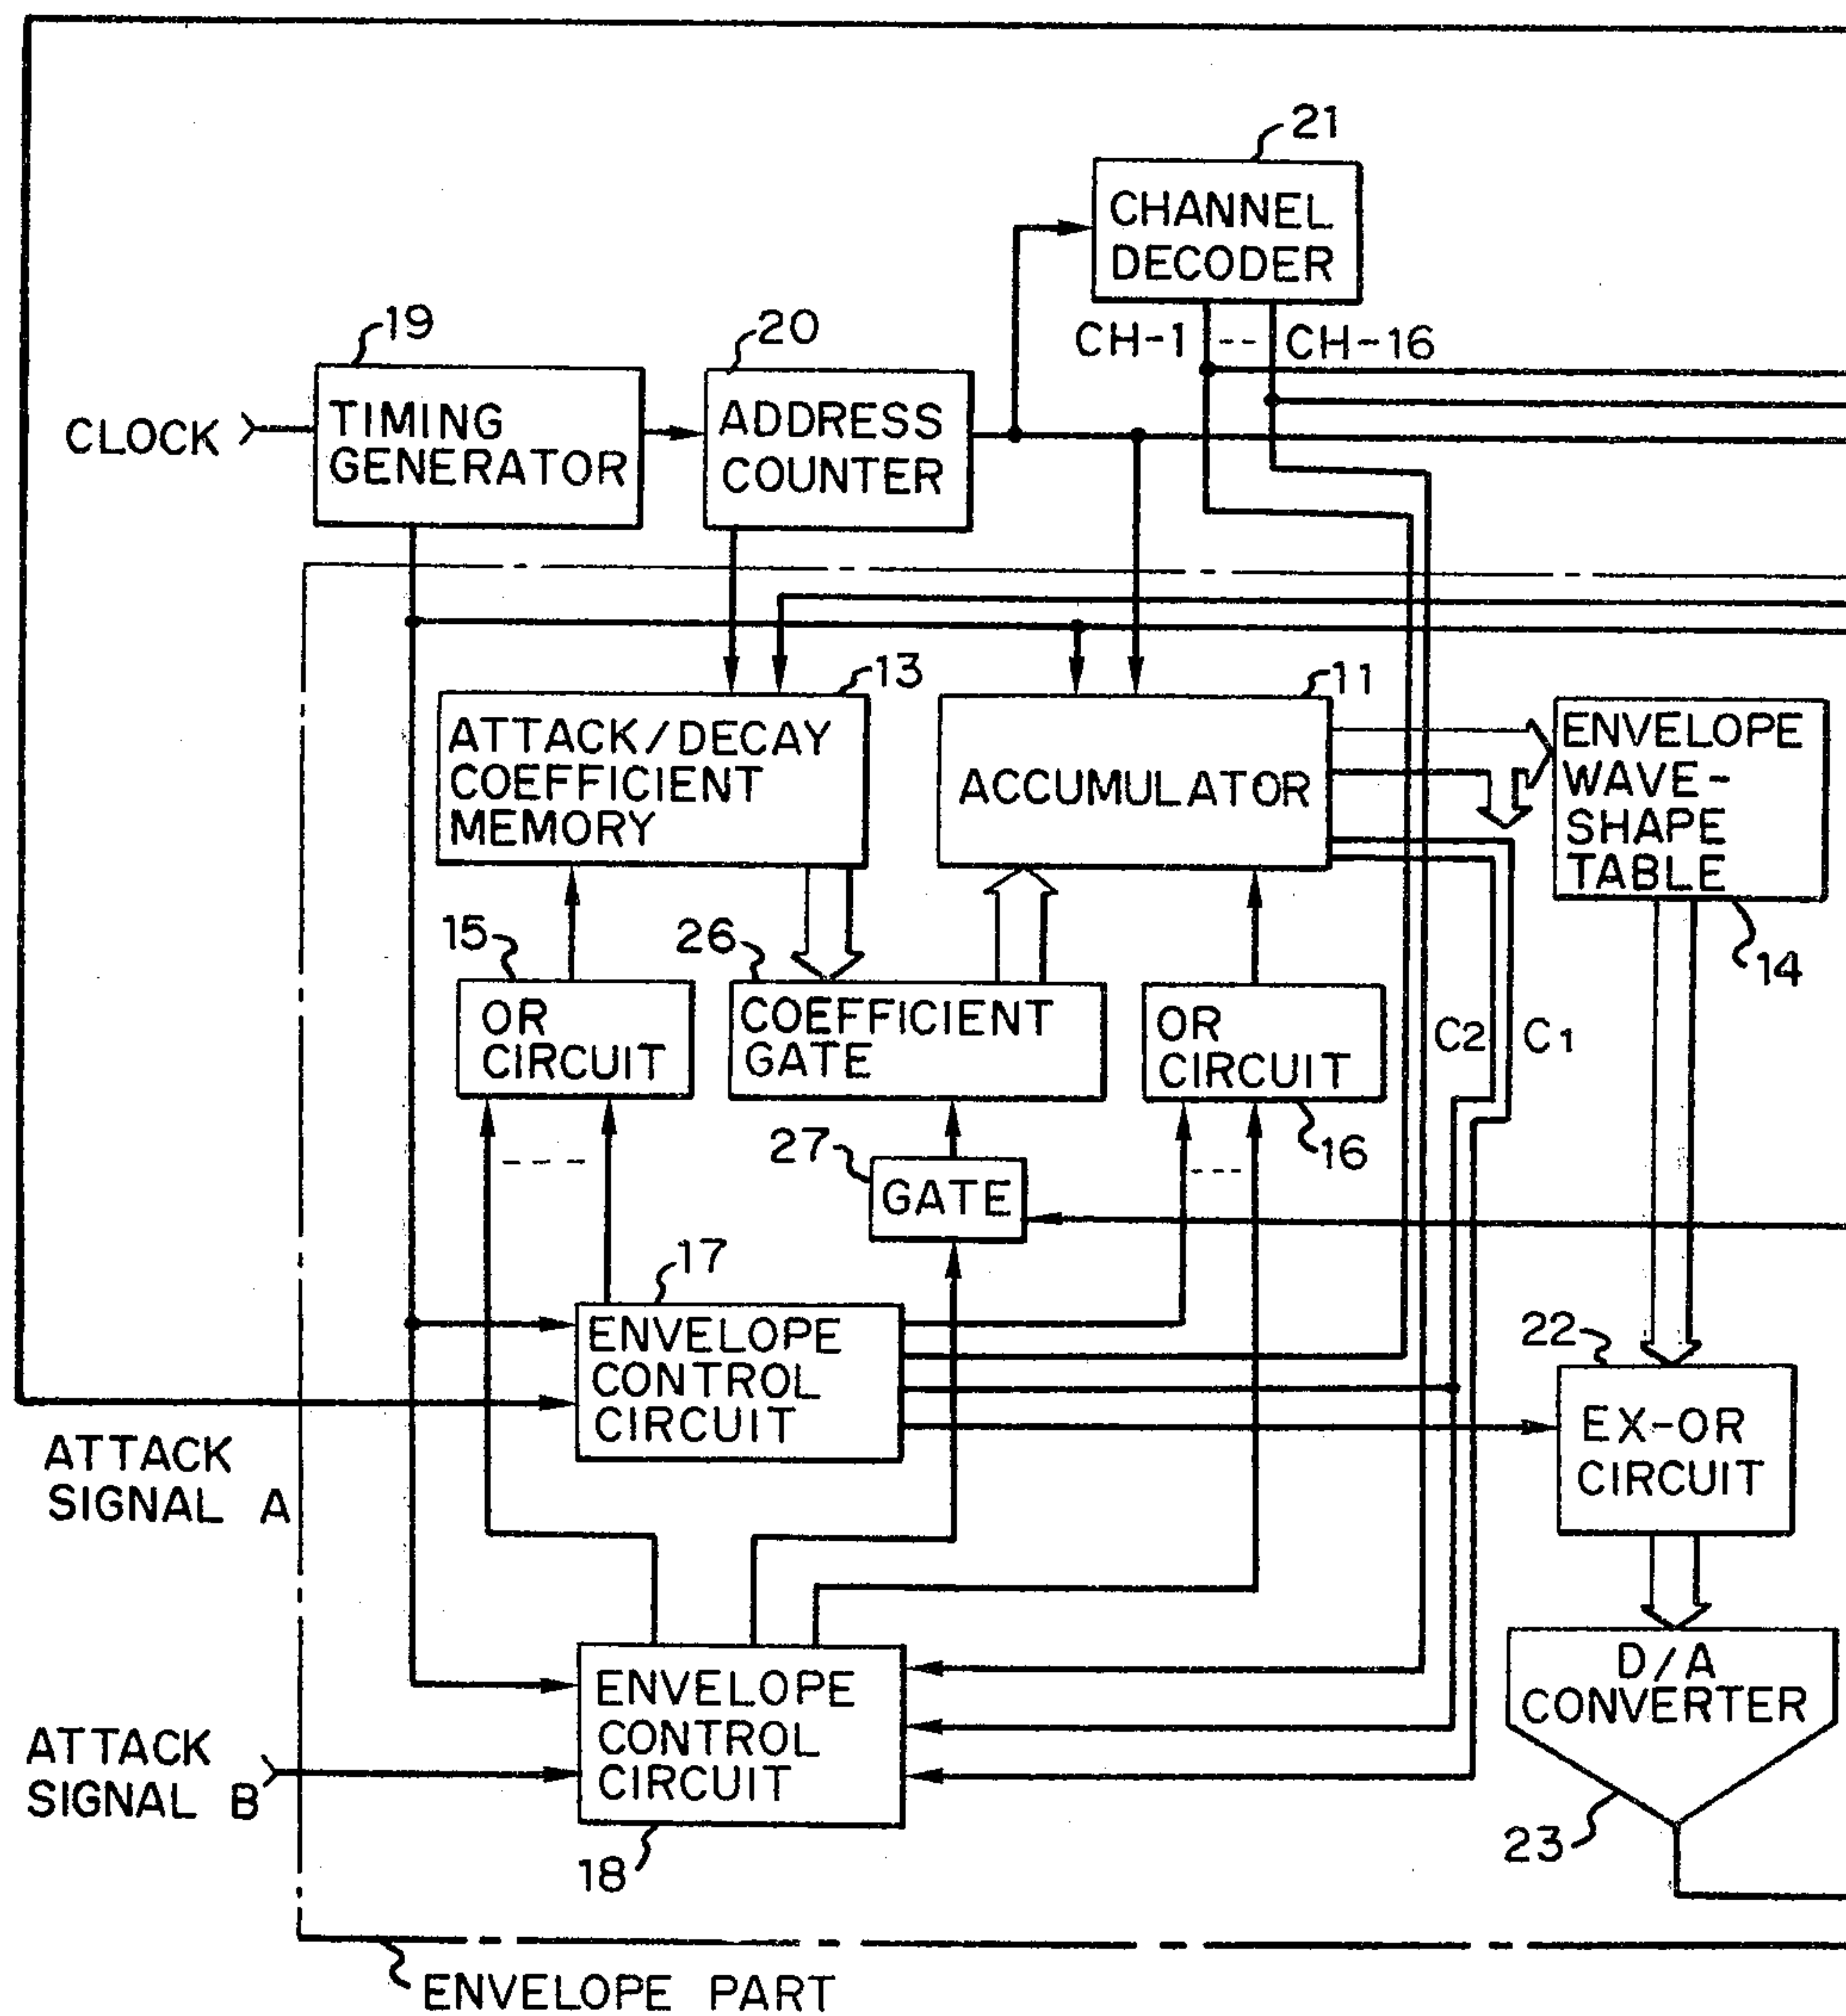 21
CHANNEL
DECODER
CH-1 -- CH-16
19
20
CLOCK
TIMING
GENERATOR
ADDRESS
COUNTER
13
11
ATTACK/DECAY
COEFFICIENT
MEMORY
ACCUMULATOR
ENVELOPE
WAVE-
SHAPE
TABLE
14
15
26
OR
CIRCUIT
COEFFICIENT
GATE
OR
CIRCUIT
16
C2
C1
27
GATE
17
ENVELOPE
CONTROL
CIRCUIT
22
EX-OR
CIRCUIT
ATTACK
SIGNAL A
ENVELOPE
CONTROL
CIRCUIT
18
D/A
CONVERTER
23
ATTACK
SIGNAL B
ENVELOPE PART